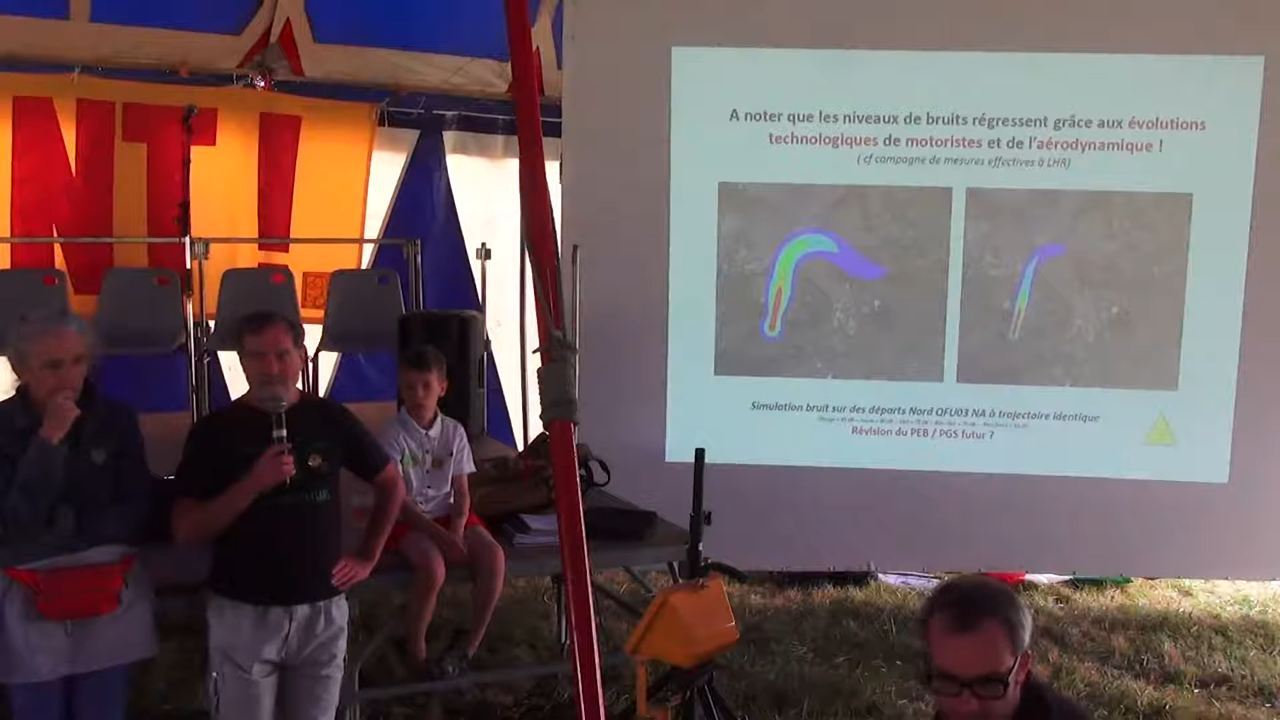 NT!
A noter que les niveaux de bruits régressent grâce aux évolutions
technologiques de motoristes et de l'aérodynamique !
( cf campagne de mesures effectives à LHR)
Simulation bruit sur des départs Nord QFU03 NA à trajectoire identique
Révision du PEB / PGS futur ?